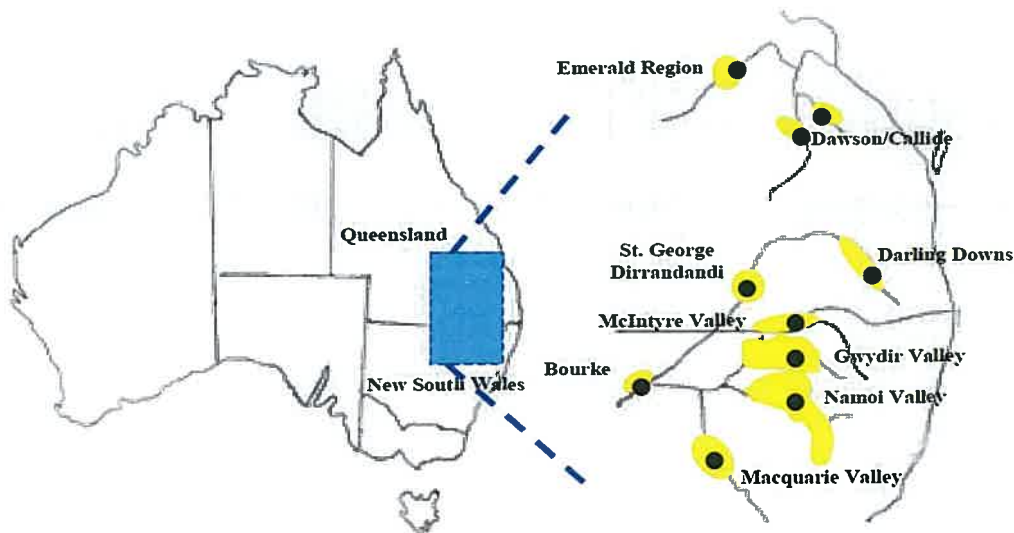 Queensland
New South Wales
Emerald Region
Dawson/Callide
St. George
Dirrandandi
Darling Downs
McIntyre Valley
Gwydir Valley
Bourke
Namoi Valley
Macquarie Valley